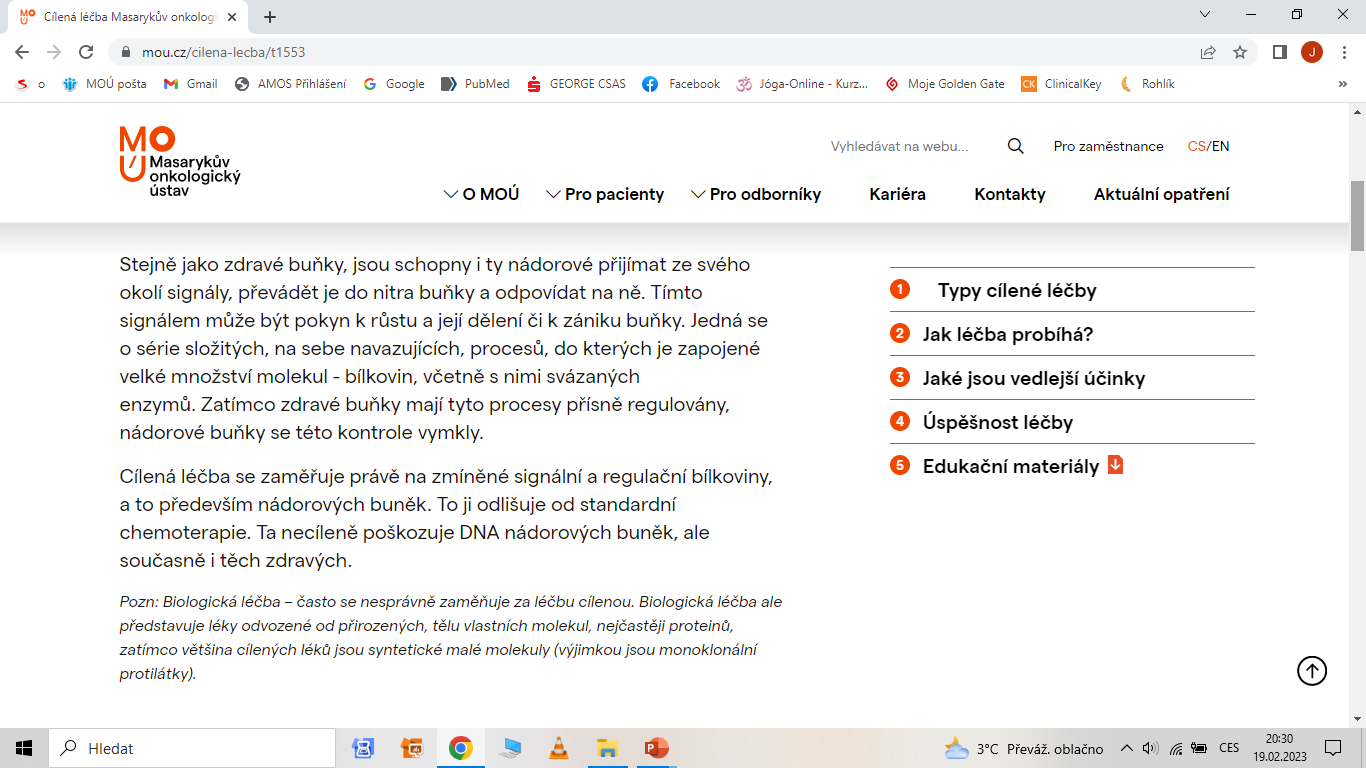 Cílená léčba Masarykův onkologi
mou.cz/cilena-lecba/t1553
J
o
MOÚ pošta
Gmail
AMOS Přihlášení
Google
PubMed
GEORGE CSAS
Facebook
Jóga-Online - Kurz...
Moje Golden Gate
CK
ClinicalKey
Rohlík
»
MOU
Masarykův
onkologický
ústav
Vyhledávat na webu...
Pro zaměstnance
CS/EN
O MOÚ
Pro pacienty
Pro odborníky
Kariéra
Kontakty
Aktuální opatření
Stejně jako zdravé buňky, jsou schopny i ty nádorové přijímat ze svého
okolí signály, převádět je do nitra buňky a odpovídat na ně. Tímto
signálem může být pokyn k růstu a její dělení či k zániku buňky. Jedná se
o série složitých, na sebe navazujících, procesů, do kterých je zapojené
velké množství molekul - bílkovin, včetně s nimi svázaných
enzymů. Zatímco zdravé buňky mají tyto procesy přísně regulovány,
nádorové buňky se této kontrole vymkly.
Cílená léčba se zaměřuje právě na zmíněné signální a regulační bílkoviny,
a to především nádorových buněk. To ji odlišuje od standardní
chemoterapie. Ta necíleně poškozuje DNA nádorových buněk, ale
současně i těch zdravých.
Pozn: Biologická léčba – často se nesprávně zaměňuje za léčbu cílenou. Biologická léčba ale
představuje léky odvozené od přirozených, tělu vlastních molekul, nejčastěji proteinů,
zatímco většina cílených léků jsou syntetické malé molekuly (výjimkou jsou monoklonální
protilátky).
1 Typy cílené léčby
2 Jak léčba probíhá?
3 Jaké jsou vedlejší účinky
4 Úspěšnost léčby
5 Edukační materiály
Hledat
3°C Převáž. oblačno
CES
20:30
19.02.2023